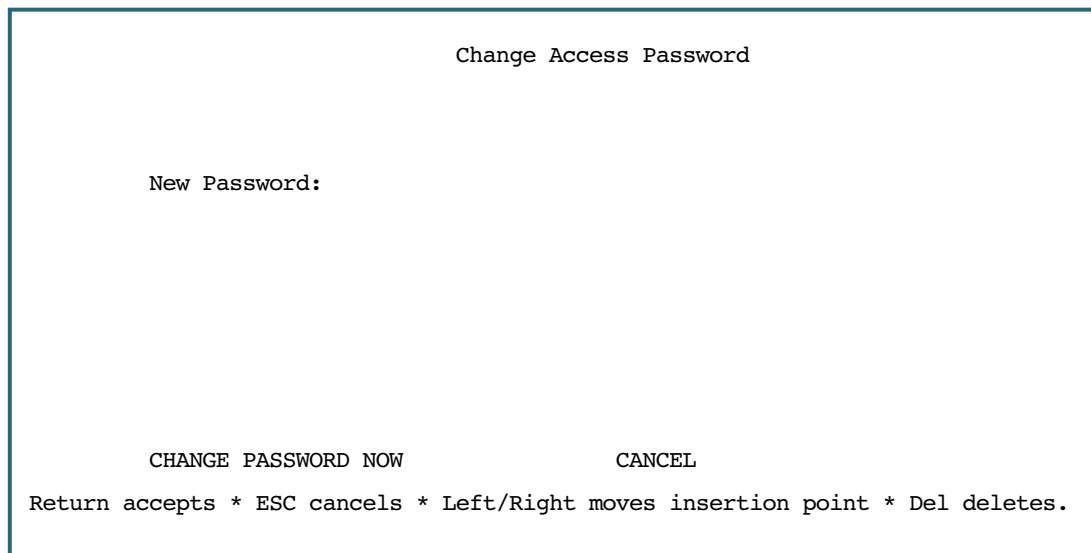 Change Access Password
New Password:
CHANGE PASSWORD NOW CANCEL
Return accepts * ESC cancels * Left/Right moves insertion point * Del deletes.